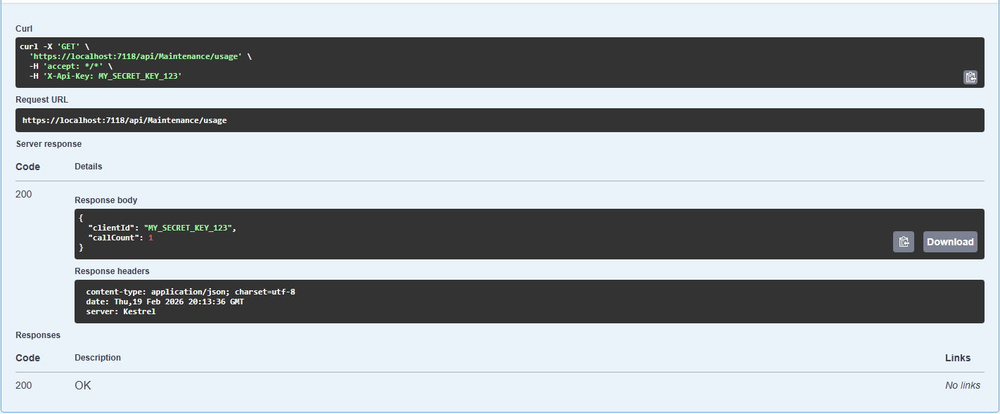 Curl
curl -X 'GET' \
  'https://localhost:7118/api/Maintenance/usage' \
  -H 'accept: */*' \
  -H 'X-Api-Key: MY_SECRET_KEY_123'
Request URL
https://localhost:7118/api/Maintenance/usage
Server response
Code Details
200
Response body
{
  "clientId": "MY_SECRET_KEY_123",
  "callCount": 1
}
Download
Response headers
content-type: application/json; charset=utf-8
date: Thu,19 Feb 2026 20:13:36 GMT
server: Kestrel
Responses
Code Description Links
200 OK No links